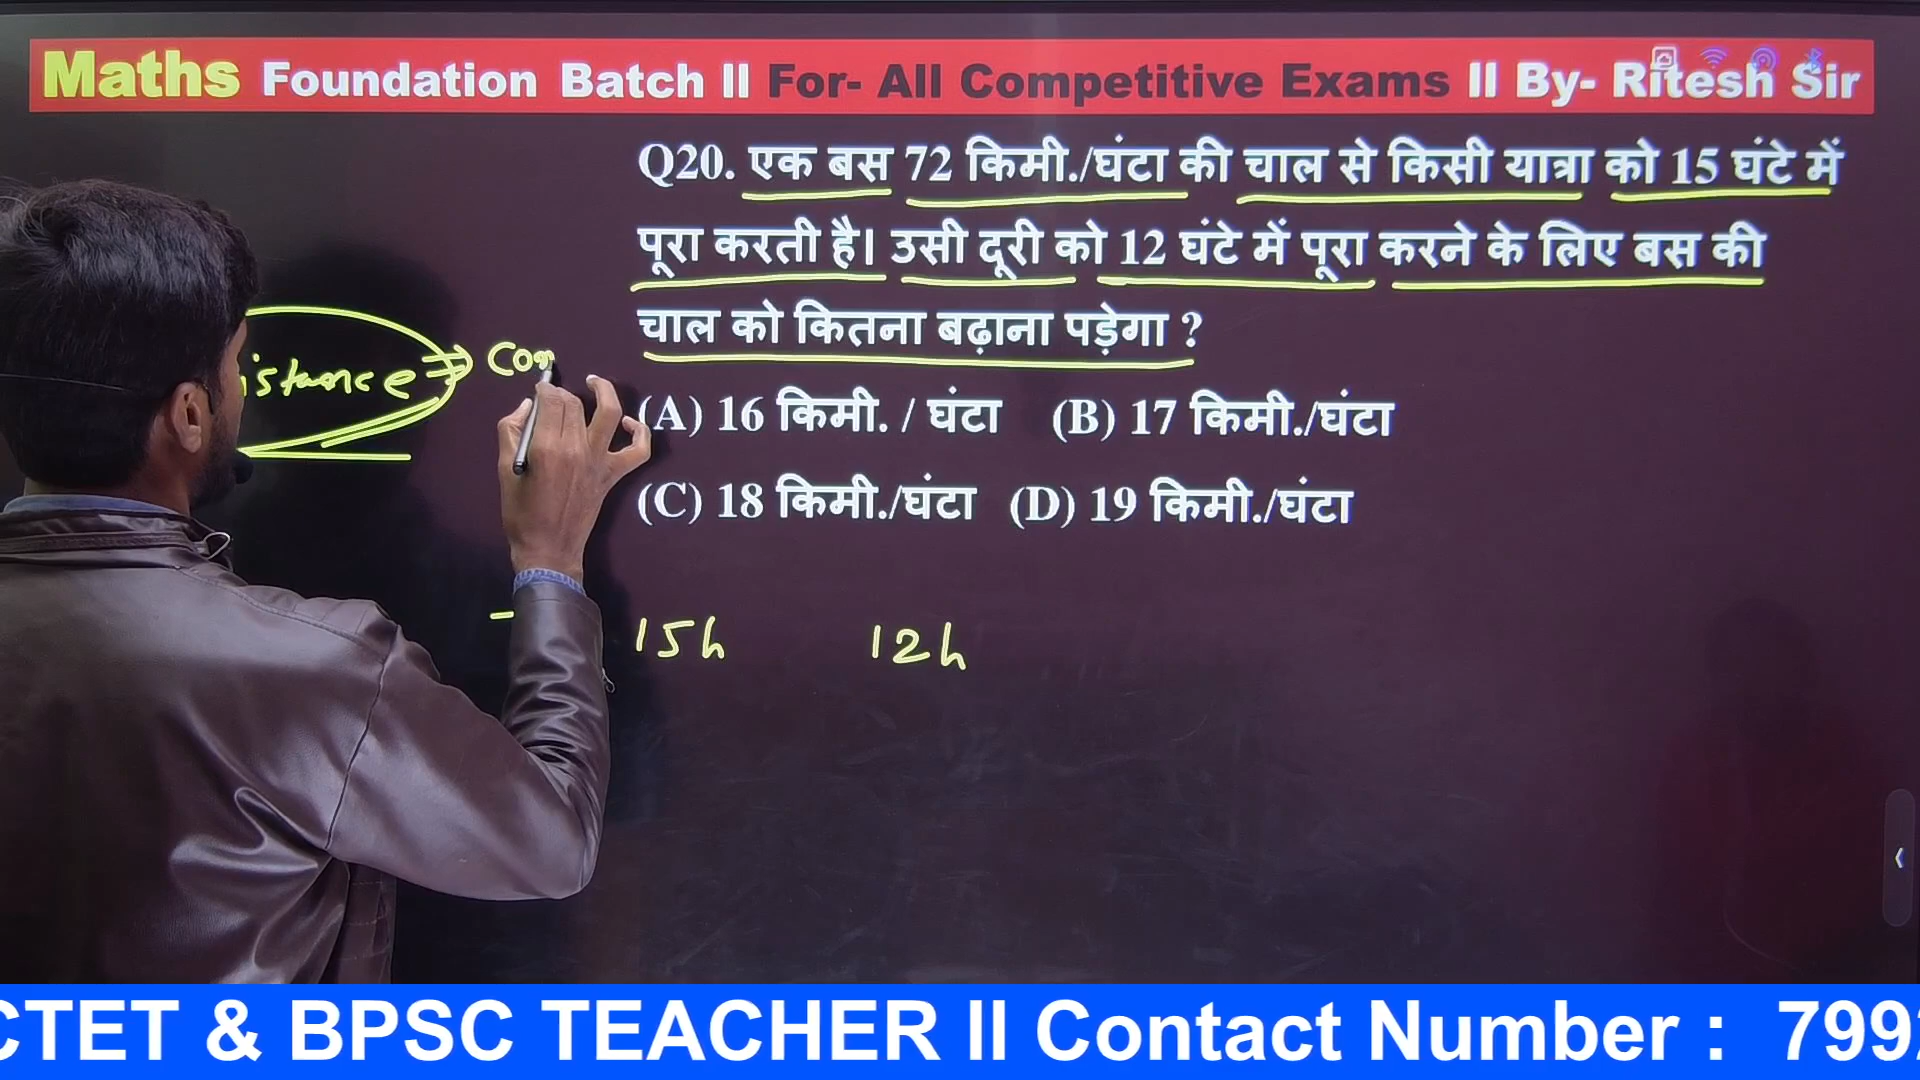 Maths Foundation Batch II For- All Competitive Exams II By- Ritesh Sir
Q20. एक बस 72 किमी./घंटा की चाल से किसी यात्रा को 15 घंटे में
पूरा करती है। उसी दूरी को 12 घंटे में पूरा करने के लिए बस की
चाल को कितना बढ़ाना पड़ेगा ?
istance ⇒ Con
(A) 16 किमी. / घंटा (B) 17 किमी./घंटा
(C) 18 किमी./घंटा (D) 19 किमी./घंटा
15h 12h
CTET & BPSC TEACHER II Contact Number : 799